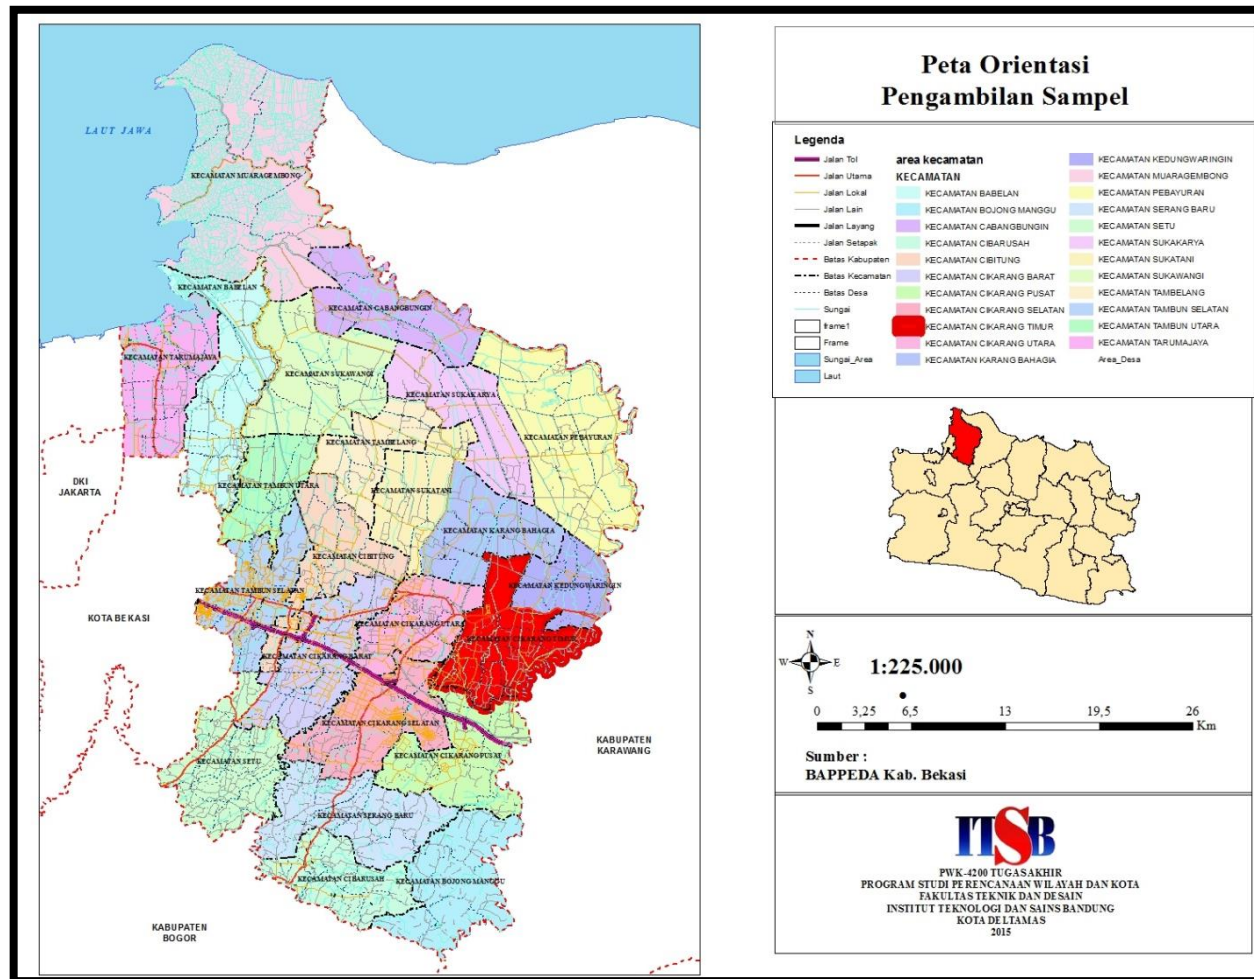 LAUT JAWA
KECAMATAN MUARAGEMBONG
KECAMATAN BABELAN
KECAMATAN CABANGBUNGIN
KECAMATAN TARUMAJAYA
KECAMATAN SUKAWANGI
KECAMATAN SUKAKARYA
KECAMATAN TAMBELANG
KECAMATAN PEBAYURAN
DKI
JAKARTA
KECAMATAN TAMBUN UTARA
KECAMATAN SUKATANI
KECAMATAN KARANG BAHAGIA
KECAMATAN CIBITUNG
KECAMATAN KEDUNGWARINGIN
KECAMATAN TAMBUN SELATAN
KOTA BEKASI
KECAMATAN CIKARANG UTARA
KECAMATAN CIKARANG TIMUR
KECAMATAN CIKARANG BARAT
KECAMATAN CIKARANG SELATAN
KABUPATEN
KARAWANG
KECAMATAN CIKARANG PUSAT
KECAMATAN SETU
KECAMATAN SERANG BARU
KECAMATAN CIBARUSAH
KECAMATAN BOJONG MANGGU
KABUPATEN
BOGOR
Peta Orientasi
Pengambilan Sampel
Legenda
Jalan Tol
Jalan Utama
Jalan Lokal
Jalan Lain
Jalan Layang
Jalan Setapak
Batas Kabupaten
Batas Kecamatan
Batas Desa
Sungai
frame1
Frame
Sungai_Area
Laut
area kecamatan
KECAMATAN
KECAMATAN BABELAN
KECAMATAN BOJONG MANGGU
KECAMATAN CABANGBUNGIN
KECAMATAN CIBARUSAH
KECAMATAN CIBITUNG
KECAMATAN CIKARANG BARAT
KECAMATAN CIKARANG PUSAT
KECAMATAN CIKARANG SELATAN
KECAMATAN CIKARANG TIMUR
KECAMATAN CIKARANG UTARA
KECAMATAN KARANG BAHAGIA
KECAMATAN KEDUNGWARINGIN
KECAMATAN MUARAGEMBONG
KECAMATAN PEBAYURAN
KECAMATAN SERANG BARU
KECAMATAN SETU
KECAMATAN SUKAKARYA
KECAMATAN SUKATANI
KECAMATAN SUKAWANGI
KECAMATAN TAMBELANG
KECAMATAN TAMBUN SELATAN
KECAMATAN TAMBUN UTARA
KECAMATAN TARUMAJAYA
Area_Desa
N
W E
S
1:225.000
0 3,25 6,5 13 19,5 26
Km
Sumber :
BAPPEDA Kab. Bekasi
ITSB
PWK-4200 TUGAS AKHIR
PROGRAM STUDI PERENCANAAN WILAYAH DAN KOTA
FAKULTAS TEKNIK DAN DESAIN
INSTITUT TEKNOLOGI DAN SAINS BANDUNG
KOTA DELTAMAS
2015